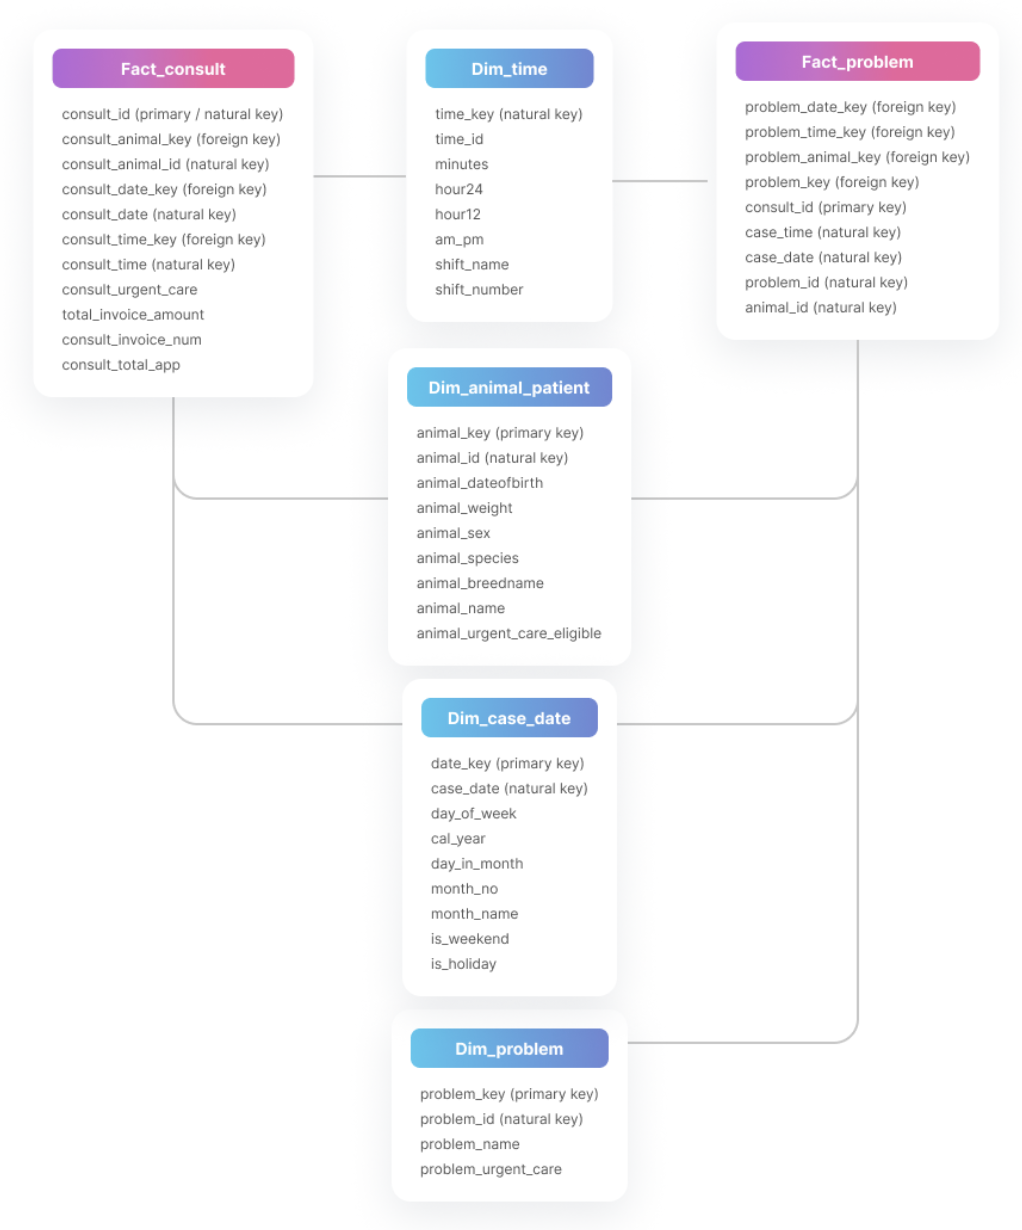 Fact_consult
consult_id (primary / natural key)
consult_animal_key (foreign key)
consult_animal_id (natural key)
consult_date_key (foreign key)
consult_date (natural key)
consult_time_key (foreign key)
consult_time (natural key)
consult_urgent_care
total_invoice_amount
consult_invoice_num
consult_total_app
Dim_time
time_key (natural key)
time_id
minutes
hour24
hour12
am_pm
shift_name
shift_number
Fact_problem
problem_date_key (foreign key)
problem_time_key (foreign key)
problem_animal_key (foreign key)
problem_key (foreign key)
consult_id (primary key)
case_time (natural key)
case_date (natural key)
problem_id (natural key)
animal_id (natural key)
Dim_animal_patient
animal_key (primary key)
animal_id (natural key)
animal_dateofbirth
animal_weight
animal_sex
animal_species
animal_breedname
animal_name
animal_urgent_care_eligible
Dim_case_date
date_key (primary key)
case_date (natural key)
day_of_week
cal_year
day_in_month
month_no
month_name
is_weekend
is_holiday
Dim_problem
problem_key (primary key)
problem_id (natural key)
problem_name
problem_urgent_care